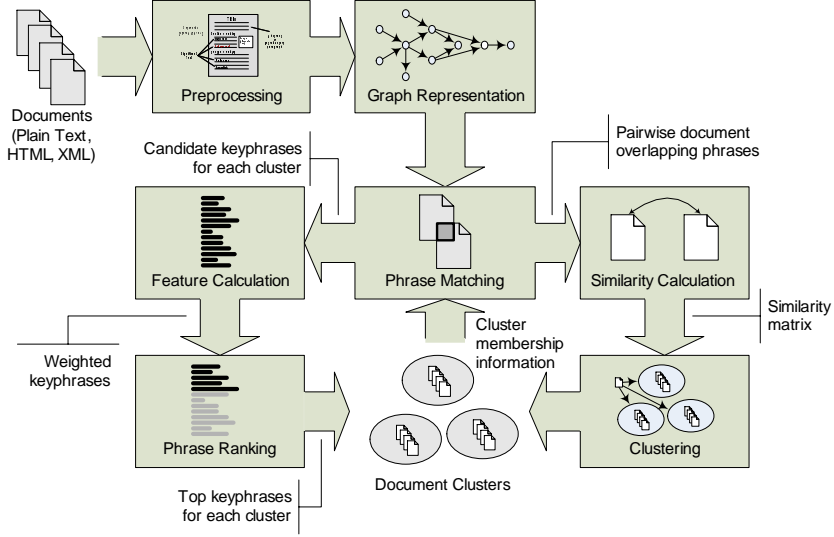 Title
Preprocessing
Graph Representation
Documents
(Plain Text,
HTML, XML)
Candidate keyphrases
for each cluster
Pairwise document
overlapping phrases
Feature Calculation
Phrase Matching
Similarity Calculation
Weighted
keyphrases
Cluster
membership
information
Similarity
matrix
Phrase Ranking
Document Clusters
Clustering
Top keyphrases
for each cluster